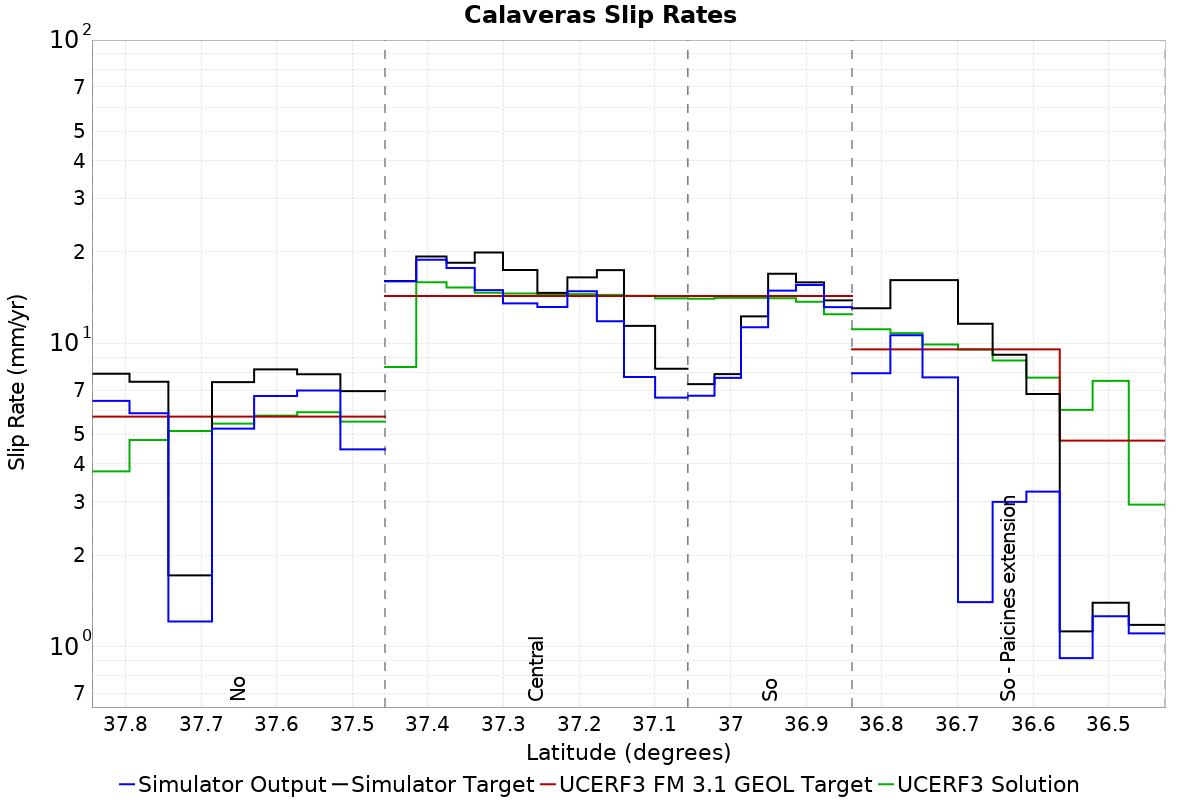 Calaveras Slip Rates
10^2
7
5
4
3
2
10^1
7
5
4
3
2
10^0
7
Slip Rate (mm/yr)
No
Central
So
So - Paicines extension
37.8 37.7 37.6 37.5 37.4 37.3 37.2 37.1 37 36.9 36.8 36.7 36.6 36.5
Latitude (degrees)
Simulator Output Simulator Target UCERF3 FM 3.1 GEOL Target UCERF3 Solution